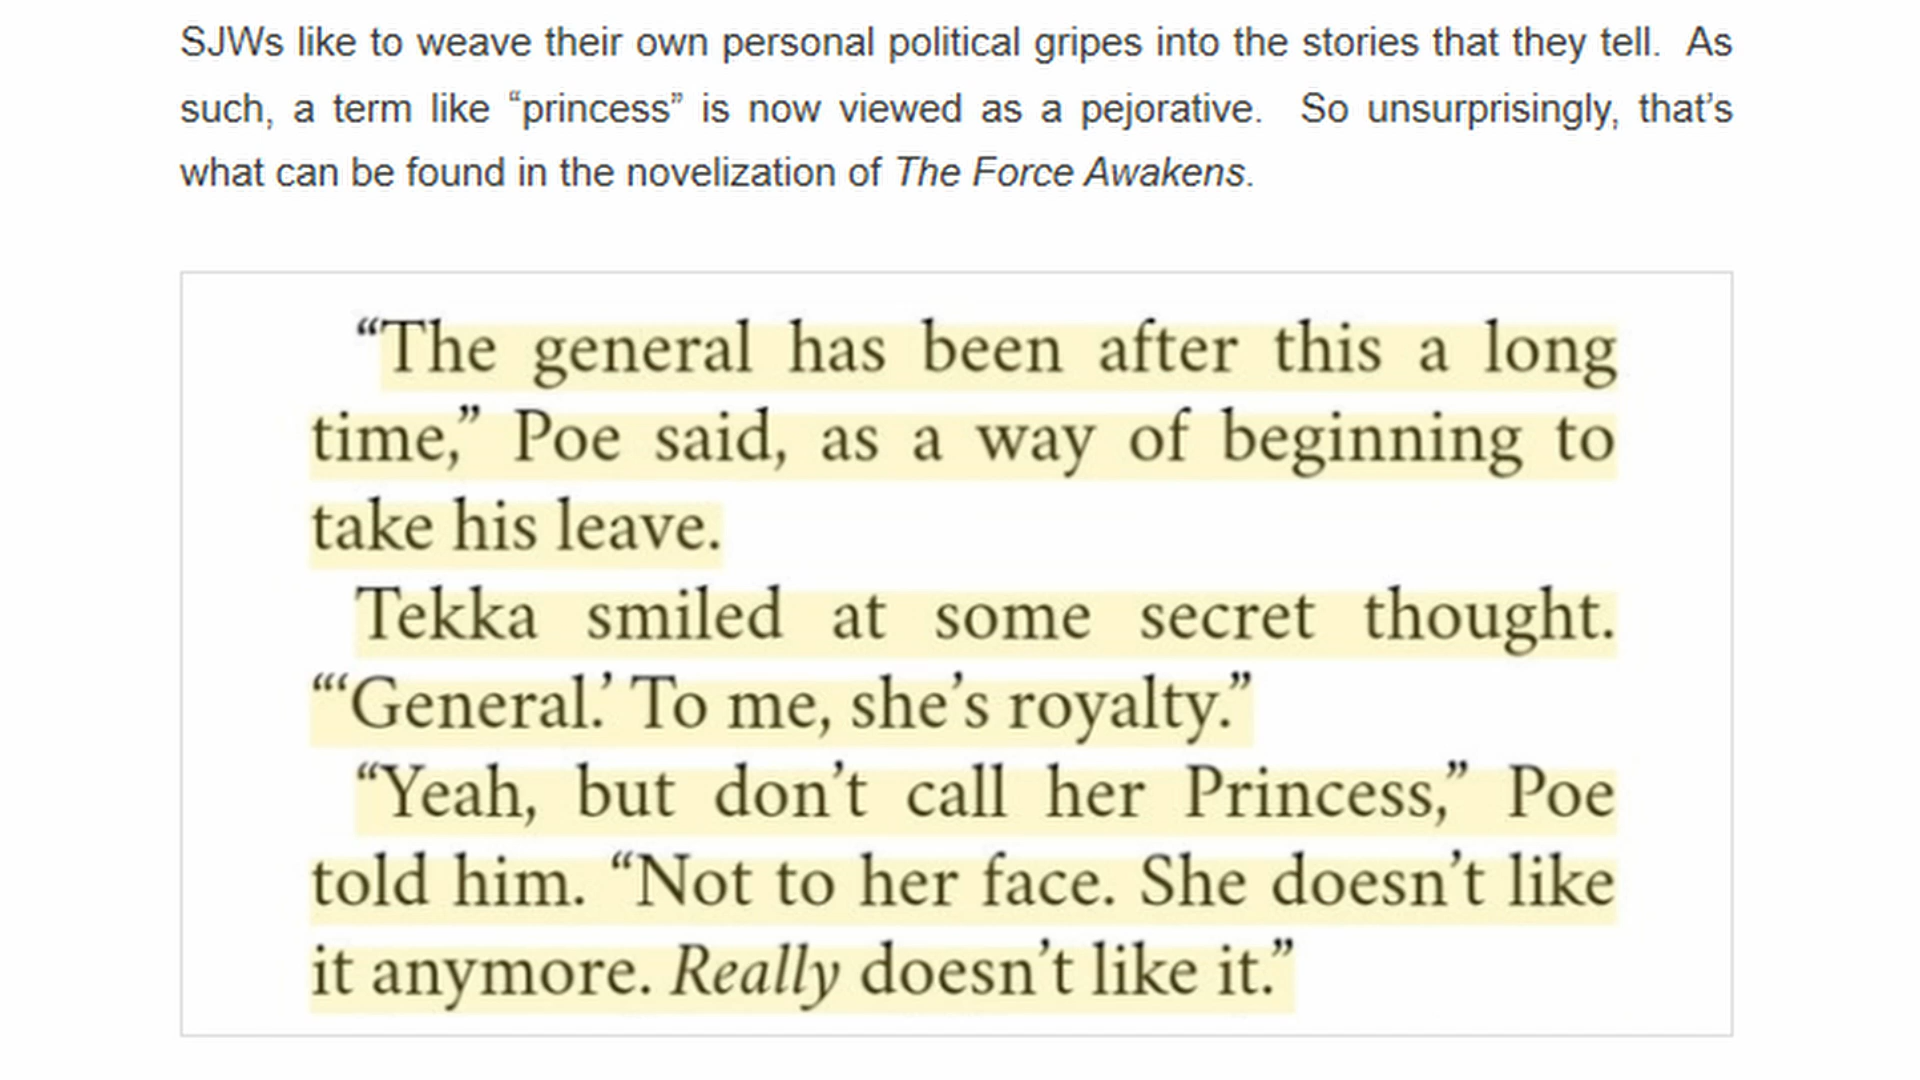 SJWs like to weave their own personal political gripes into the stories that they tell.  As
such, a term like “princess” is now viewed as a pejorative.  So unsurprisingly, that’s
what can be found in the novelization of The Force Awakens.
“The general has been after this a long
time,” Poe said, as a way of beginning to
take his leave.
Tekka smiled at some secret thought.
“‘General.’ To me, she’s royalty.”
“Yeah, but don’t call her Princess,” Poe
told him. “Not to her face. She doesn’t like
it anymore. Really doesn’t like it.”